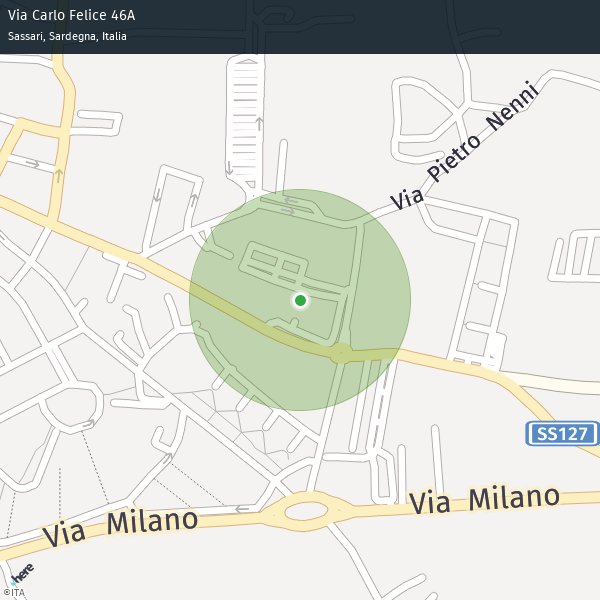 Via Carlo Felice 46A
Sassari, Sardegna, Italia
Via Pietro Nenni
SS127
Via Milano
Via Milano
here
©ITA